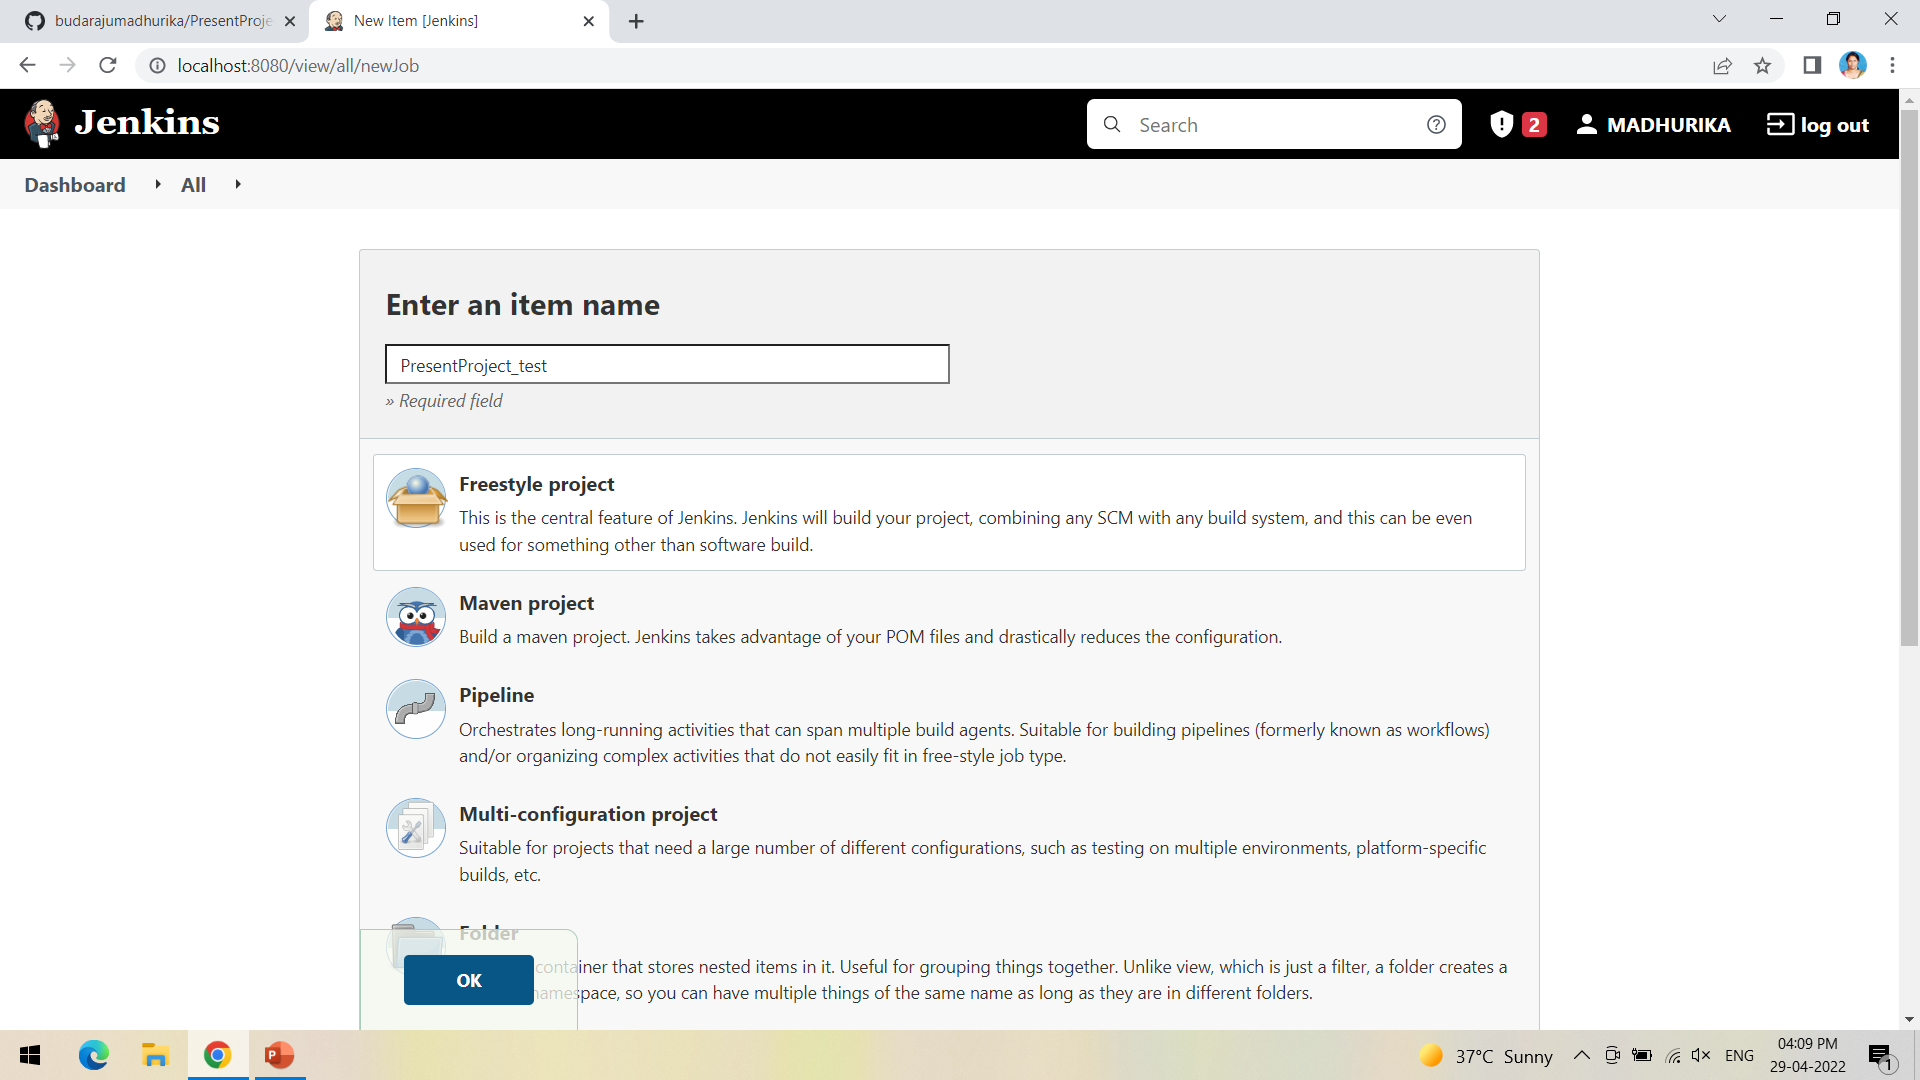 budarajumadhurika/PresentProje
New Item [Jenkins]
localhost:8080/view/all/newJob
Jenkins
Search
2
MADHURIKA
log out
Dashboard
All
Enter an item name
PresentProject_test
» Required field
Freestyle project
This is the central feature of Jenkins. Jenkins will build your project, combining any SCM with any build system, and this can be even
used for something other than software build.
Maven project
Build a maven project. Jenkins takes advantage of your POM files and drastically reduces the configuration.
Pipeline
Orchestrates long-running activities that can span multiple build agents. Suitable for building pipelines (formerly known as workflows)
and/or organizing complex activities that do not easily fit in free-style job type.
Multi-configuration project
Suitable for projects that need a large number of different configurations, such as testing on multiple environments, platform-specific
builds, etc.
Folder
container that stores nested items in it. Useful for grouping things together. Unlike view, which is just a filter, a folder creates a
namespace, so you can have multiple things of the same name as long as they are in different folders.
OK
37°C Sunny
ENG
04:09 PM
29-04-2022
1